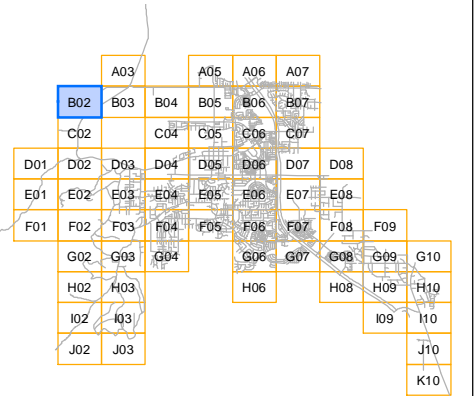 A03 A05 A06 A07
B02 B03 B04 B05 B06 B07
C02 C04 C05 C06 C07
D01 D02 D03 D04 D05 D06 D07 D08
E01 E02 E03 E04 E05 E06 E07 E08
F01 F02 F03 F04 F05 F06 F07 F08 F09
G02 G03 G04 G06 G07 G08 G09 G10
H02 H03 H06 H08 H09 H10
I02 I03 I09 I10
J02 J03 J10
K10